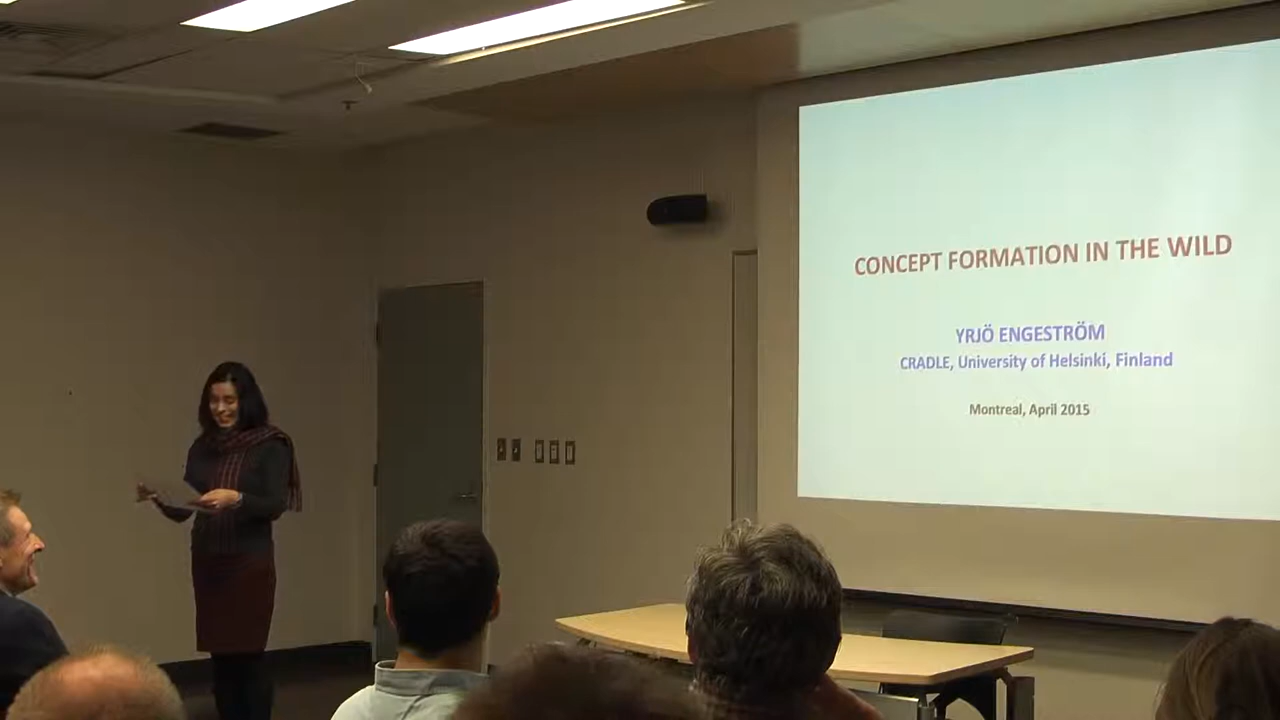 CONCEPT FORMATION IN THE WILD
YRJÖ ENGESTRÖM
CRADLE, University of Helsinki, Finland
Montreal, April 2015